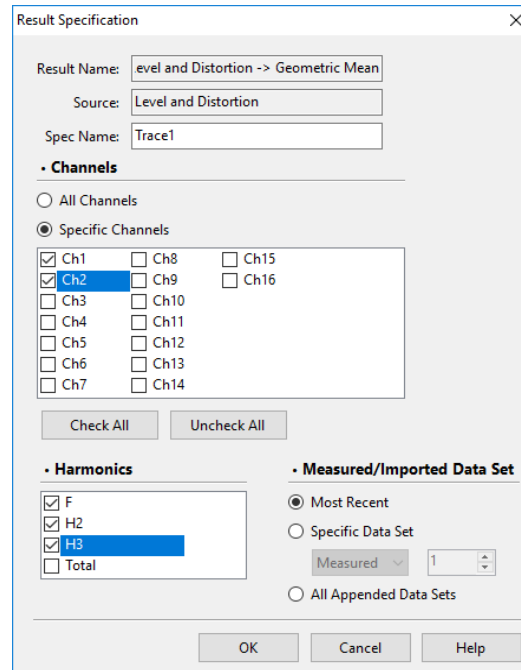 Result Specification
Result Name: evel and Distortion -> Geometric Mean
Source: Level and Distortion
Spec Name: Trace1
• Channels
All Channels
Specific Channels
Ch1 Ch8 Ch15
Ch2 Ch9 Ch16
Ch3 Ch10
Ch4 Ch11
Ch5 Ch12
Ch6 Ch13
Ch7 Ch14
Check All Uncheck All
• Harmonics
F
H2
H3
Total
• Measured/Imported Data Set
Most Recent
Specific Data Set
Measured 1
All Appended Data Sets
OK Cancel Help